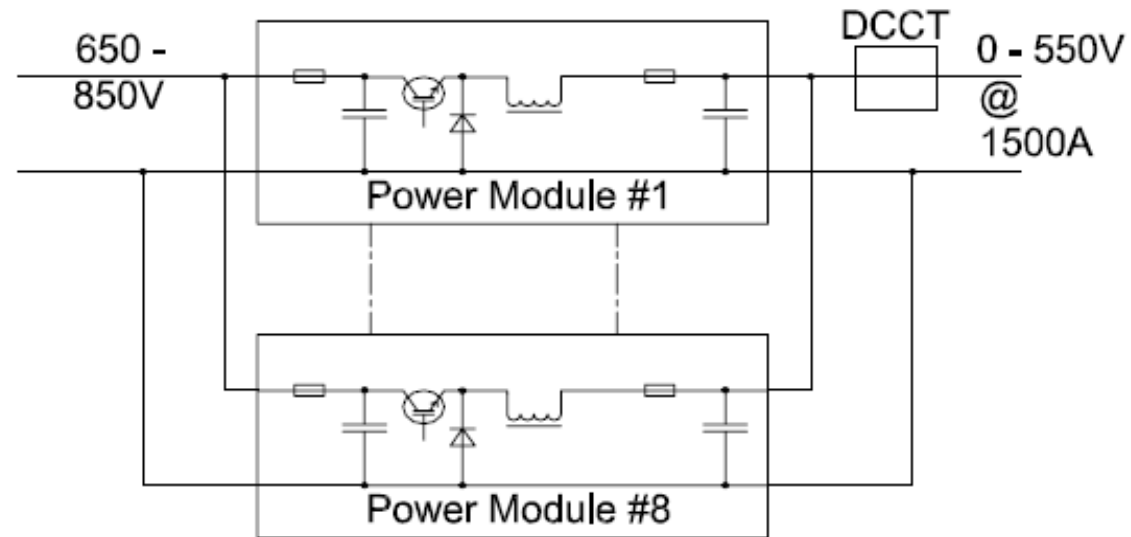 650 -
850V
DCCT
0 - 550V
@
1500A
Power Module #1
Power Module #8